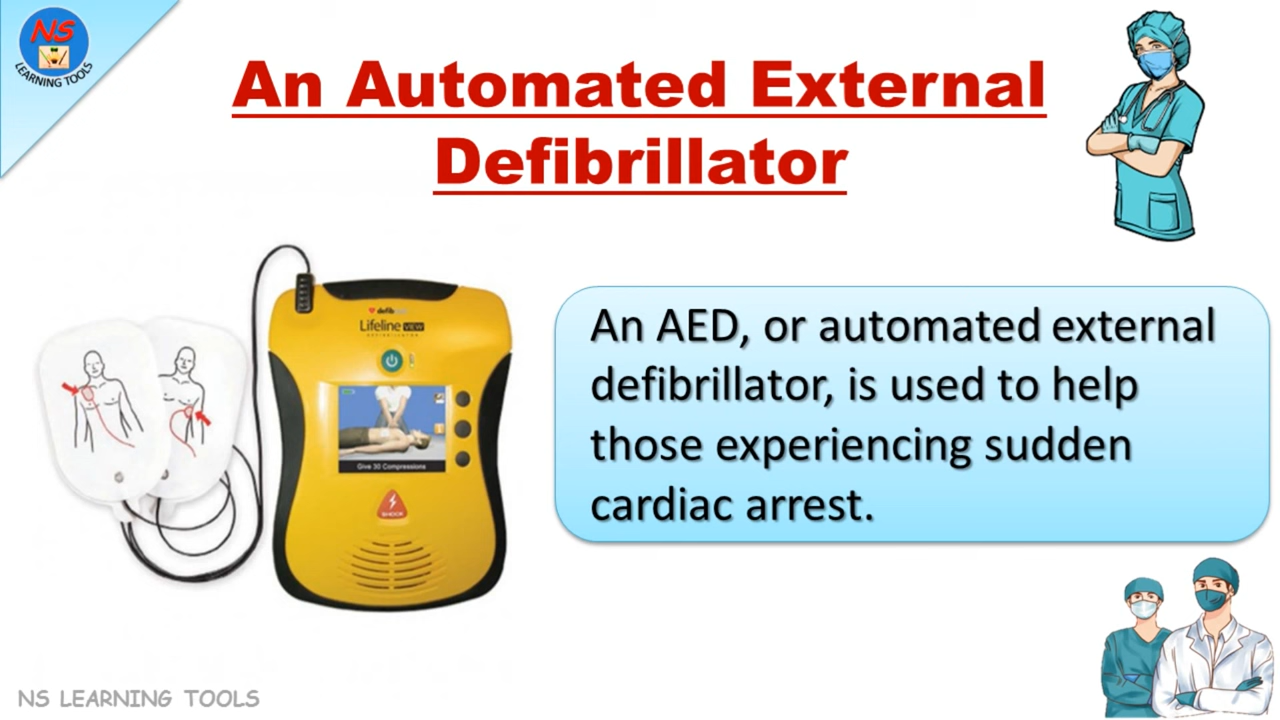 NS
LEARNING TOOLS
An Automated External
Defibrillator
Lifeline VIEW
Give 30 Compressions
SHOCK
An AED, or automated external
defibrillator, is used to help
those experiencing sudden
cardiac arrest.
NS LEARNING TOOLS